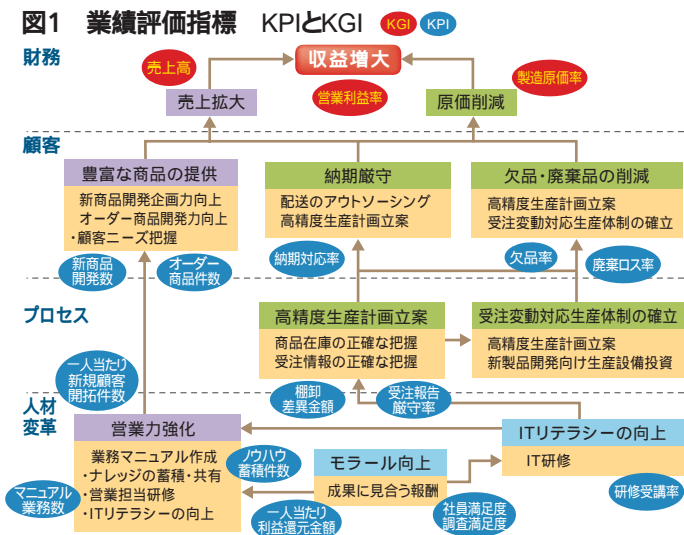 図1 業績評価指標 KPIとKGI KGI KPI
財務
売上高
収益増大
営業利益率
製造原価率
売上拡大
原価削減
顧客
豊富な商品の提供
新商品開発企画力向上
オーダー商品開発力向上
・顧客ニーズ把握
納期厳守
配送のアウトソーシング
高精度生産計画立案
欠品・廃棄品の削減
高精度生産計画立案
受注変動対応生産体制の確立
新商品
開発数
オーダー
商品件数
納期対応率
欠品率
廃棄ロス率
プロセス
高精度生産計画立案
商品在庫の正確な把握
受注情報の正確な把握
受注変動対応生産体制の確立
高精度生産計画立案
新製品開発向け生産設備投資
一人当たり
新規顧客
開拓件数
棚卸
差異金額
受注報告
厳守率
人材
変革
営業力強化
業務マニュアル作成
・ナレッジの蓄積・共有
・営業担当研修
・ITリテラシーの向上
マニュアル
業務数
ノウハウ
蓄積件数
モラール向上
成果に見合う報酬
一人当たり
利益還元金額
社員満足度
調査満足度
ITリテラシーの向上
IT研修
研修受講率